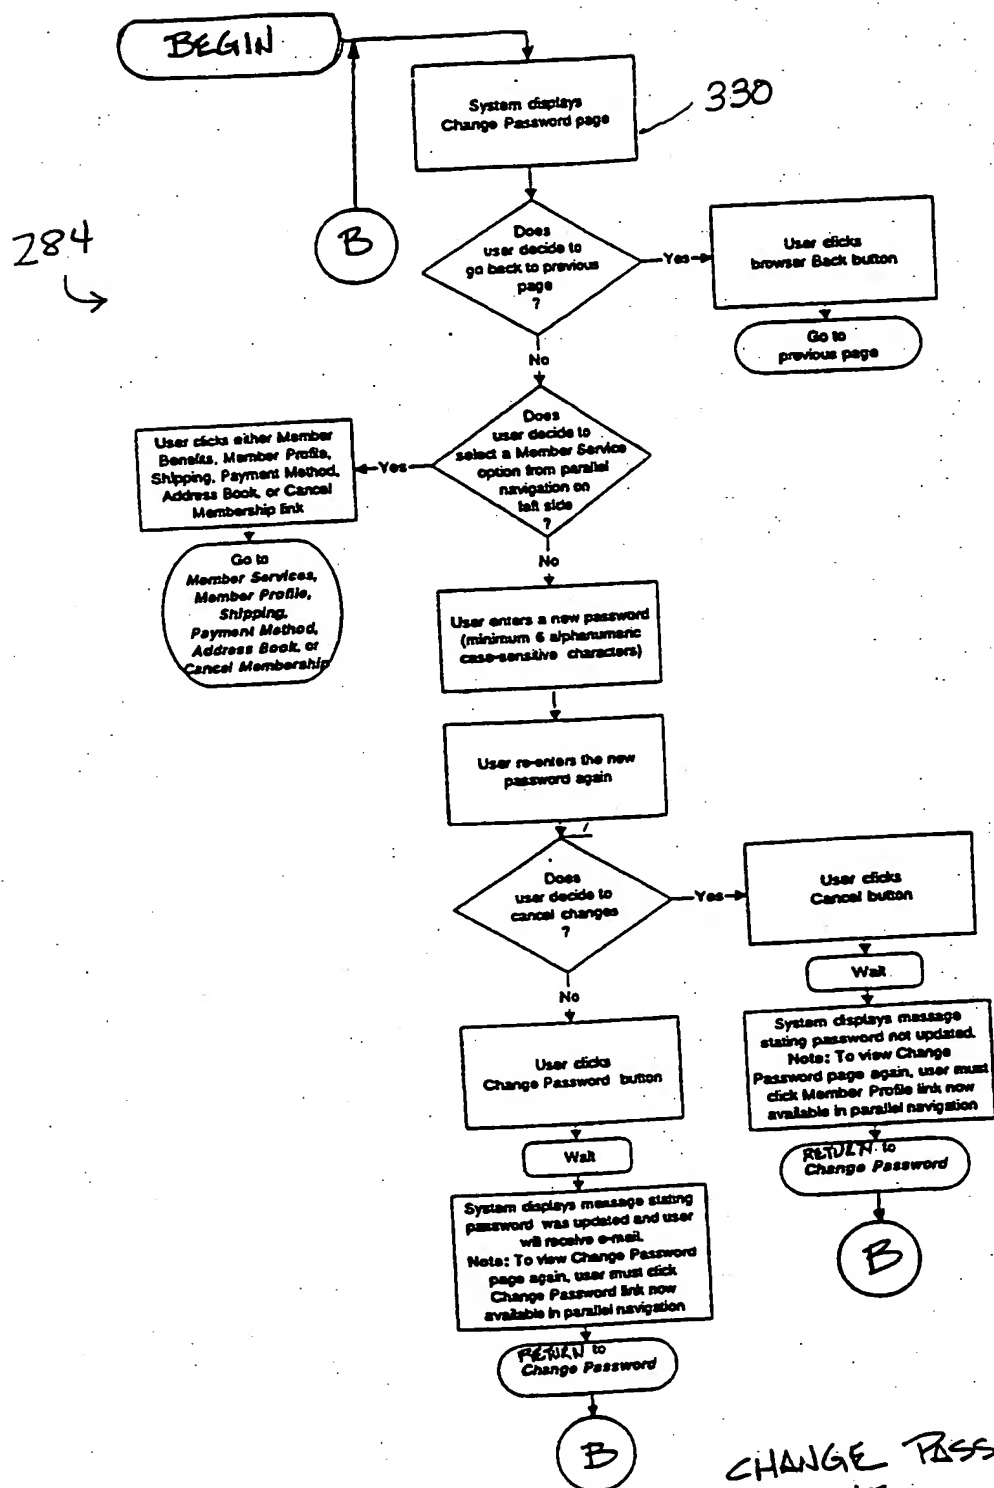 BEGIN
System displays
Change Password page
330
B
284
Does
user decide to
go back to previous
page
?
Yes
User clicks
browser Back button
Go to
previous page
No
Does
user decide to
select a Member Service
option from parallel
navigation on
left side
?
Yes
User clicks either Member
Benefits, Member Profile,
Shipping, Payment Method,
Address Book, or Cancel
Membership link
Go to
Member Services,
Member Profile,
Shipping,
Payment Method,
Address Book, or
Cancel Membership
No
User enters a new password
(minimum 6 alphanumeric
case-sensitive characters)
User re-enters the new
password again
Does
user decide to
cancel changes
?
Yes
User clicks
Cancel button
Wait
System displays message
stating password not updated.
Note: To view Change
Password page again, user must
click Member Profile link now
available in parallel navigation
RETURN to
Change Password
B
No
User clicks
Change Password button
Wait
System displays message stating
password was updated and user
will receive e-mail.
Note: To view Change Password
page again, user must click
Change Password link now
available in parallel navigation
RETURN to
Change Password
B
CHANGE PASS